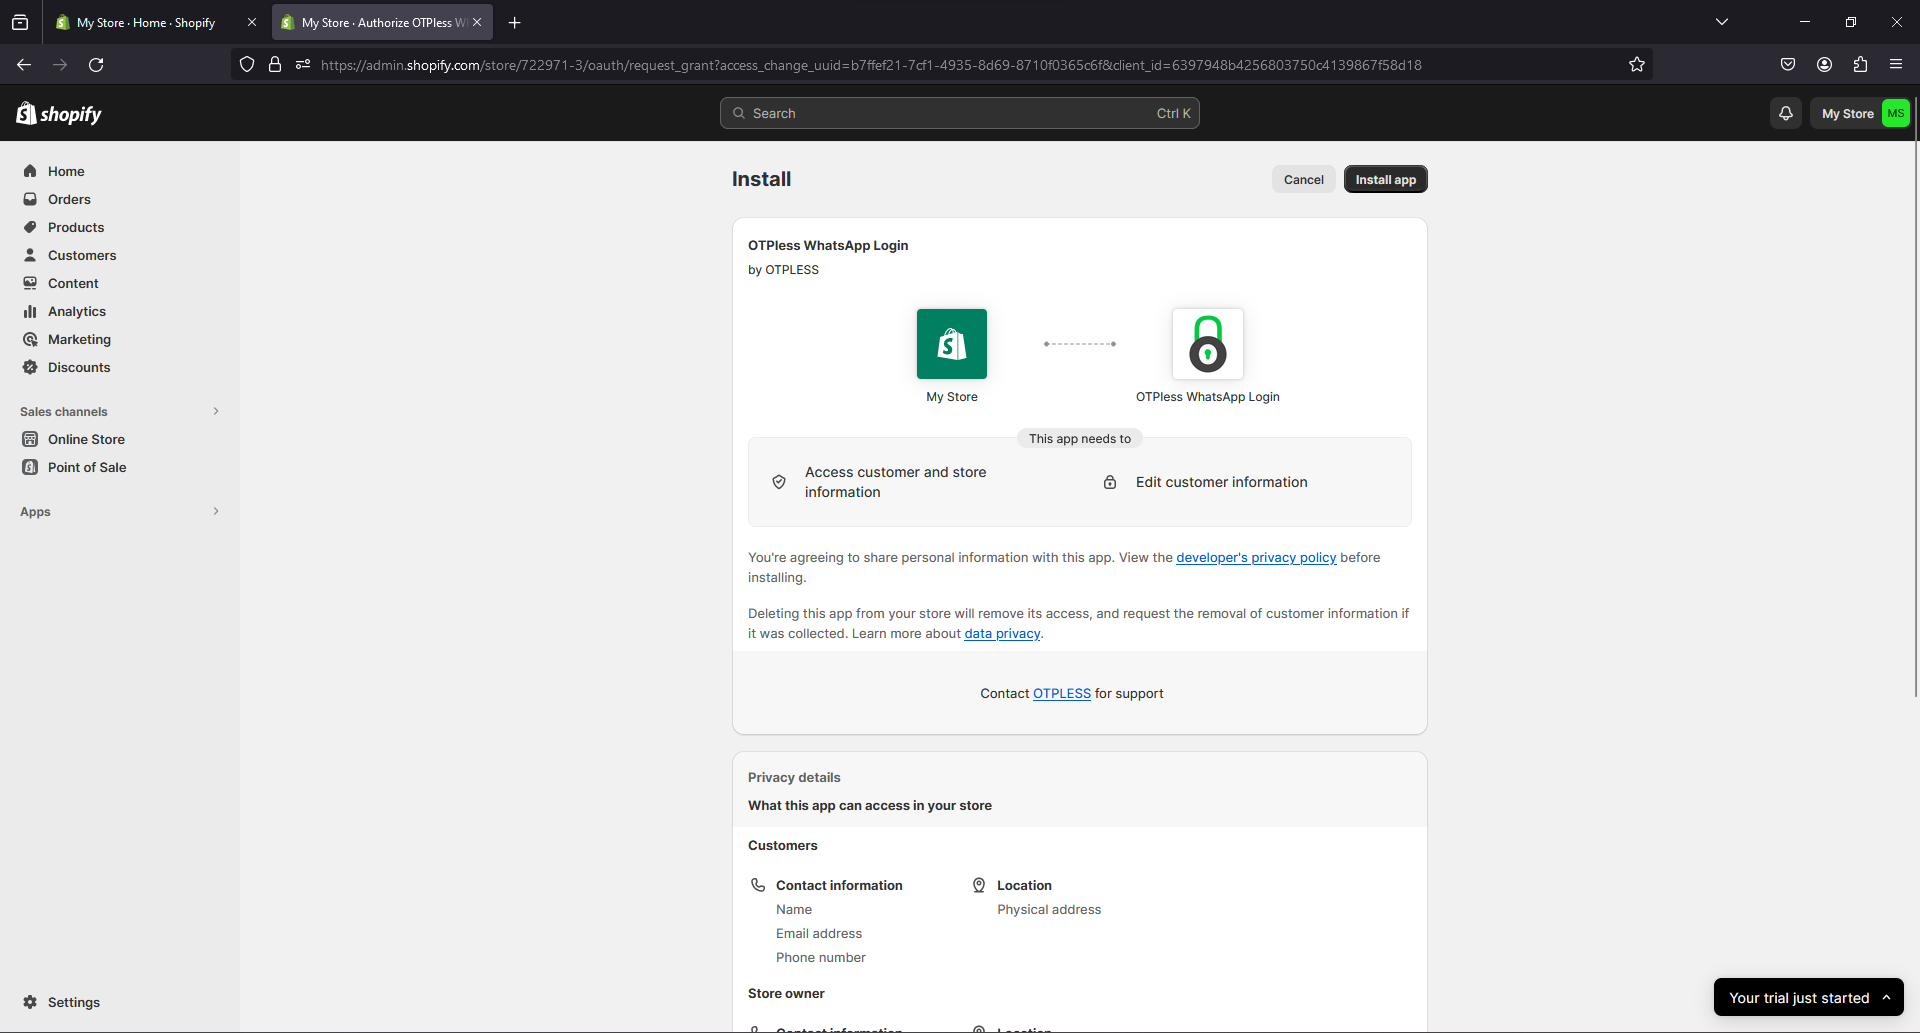 My Store · Home · Shopify
My Store · Authorize OTPless W
https://admin.shopify.com/store/722971-3/oauth/request_grant?access_change_uuid=b7ffef21-7cf1-4935-8d69-8710f0365c6f&client_id=6397948b4256803750c4139867f58d18
shopify
Search
Ctrl K
My Store
MS
Home
Orders
Products
Customers
Content
Analytics
Marketing
Discounts
Sales channels
Online Store
Point of Sale
Apps
Settings
Install
Cancel
Install app
OTPless WhatsApp Login
by OTPLESS
My Store
OTPless WhatsApp Login
This app needs to
Access customer and store
information
Edit customer information
You're agreeing to share personal information with this app. View the developer's privacy policy before
installing.
Deleting this app from your store will remove its access, and request the removal of customer information if
it was collected. Learn more about data privacy.
Contact OTPLESS for support
Privacy details
What this app can access in your store
Customers
Contact information
Name
Email address
Phone number
Location
Physical address
Store owner
Contact information
Location
Your trial just started